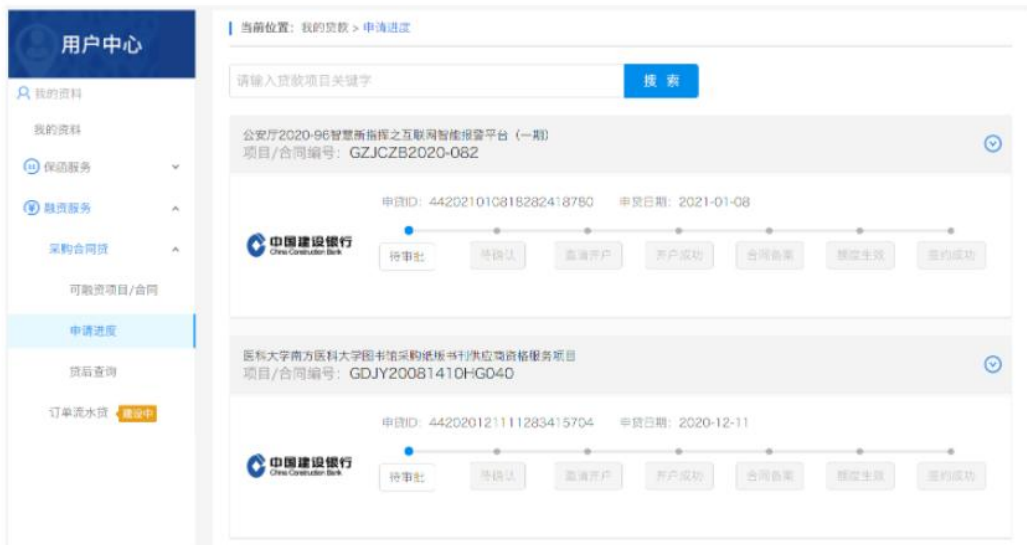 用户中心
我的资料
我的资料
保函服务
融资服务
采购合同贷
可融资项目/合同
申请进度
贷后查询
订单流水贷 建设中
当前位置：我的贷款 > 申请进度
请输入贷款项目关键字
搜 索
公安厅2020-96智慧新指挥之互联网智能报警平台（一期）
项目/合同编号：GZJCZB2020-082
申贷ID：442021010818282418780 申贷日期：2021-01-08
中国建设银行
China Construction Bank
待审批 待确认 邀请开户 开户成功 合同备案 额度生效 签约成功
医科大学南方医科大学图书馆采购纸版书刊供应商资格服务项目
项目/合同编号：GDJY20081410HG040
申贷ID：442020121111283415704 申贷日期：2020-12-11
中国建设银行
China Construction Bank
待审批 待确认 邀请开户 开户成功 合同备案 额度生效 签约成功